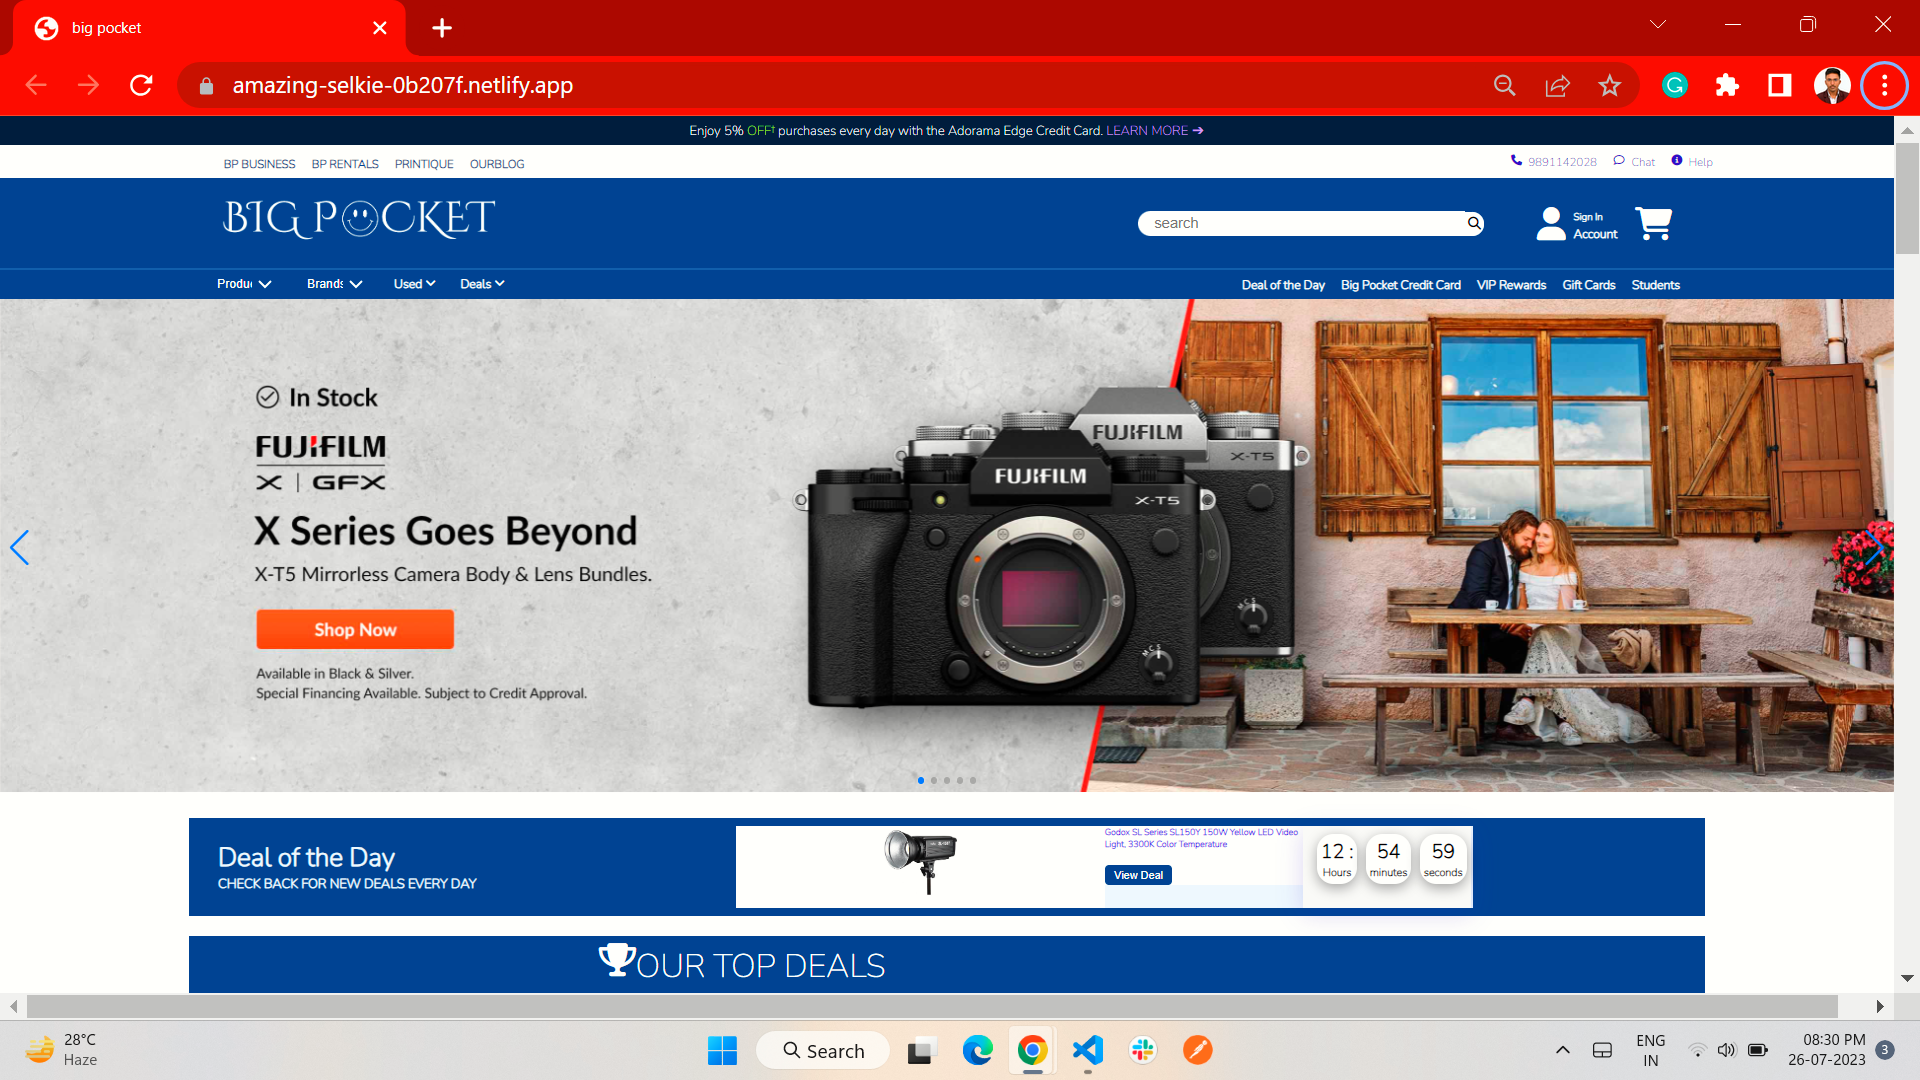 big pocket
amazing-selkie-0b207f.netlify.app
Enjoy 5% OFF† purchases every day with the Adorama Edge Credit Card. LEARN MORE ➔
BP BUSINESS BP RENTALS PRINTIQUE OURBLOG
9891142028 Chat Help
BIG POCKET
search
Sign In
Account
Produc Brands Used Deals
Deal of the Day Big Pocket Credit Card VIP Rewards Gift Cards Students
In Stock
FUJIFILM
X | GFX
X Series Goes Beyond
X-T5 Mirrorless Camera Body & Lens Bundles.
Shop Now
Available in Black & Silver.
Special Financing Available. Subject to Credit Approval.
FUJIFILM
X-T5
FUJIFILM
X-T5
M C S
M C S
Deal of the Day
CHECK BACK FOR NEW DEALS EVERY DAY
Godox SL Series SL150Y 150W Yellow LED Video
Light, 3300K Color Temperature
View Deal
12 : 54 59
Hours minutes seconds
OUR TOP DEALS
28°C
Haze
Search
ENG
IN
08:30 PM
26-07-2023
3